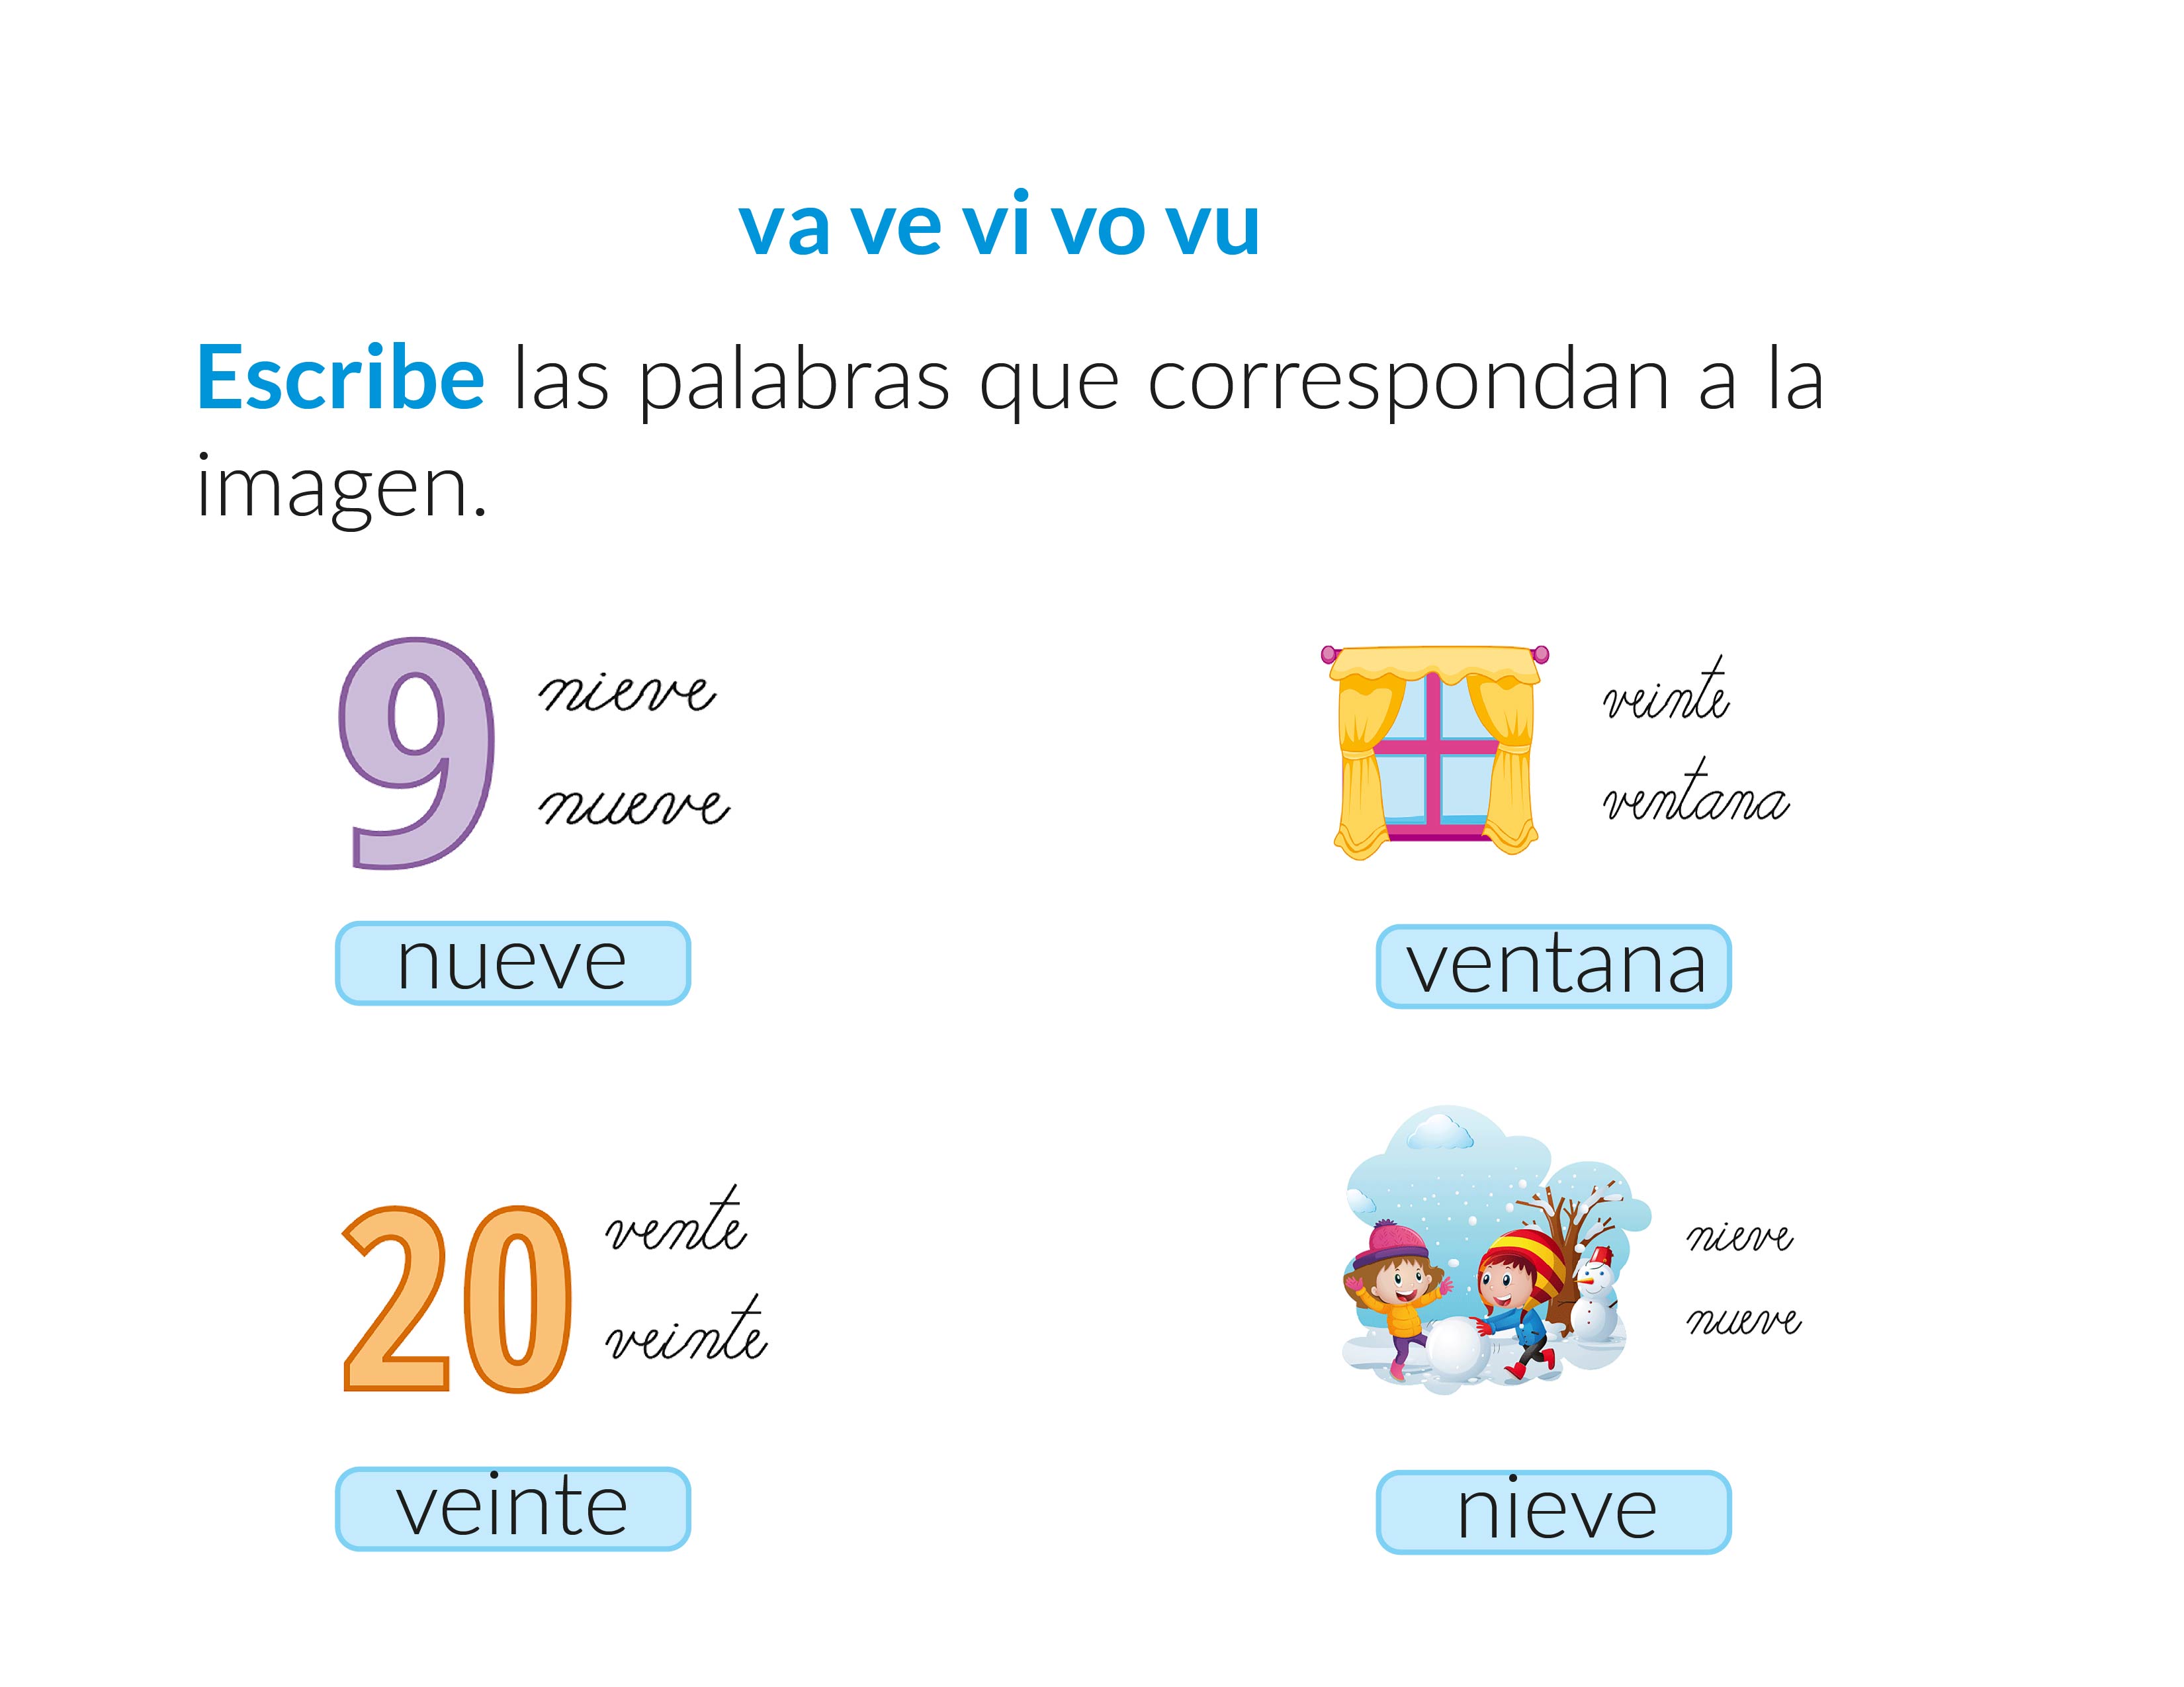 va ve vi vo vu
Escribe las palabras que correspondan a la
imagen.
9
nieve
nueve
nueve
veinte
ventana
ventana
20
vente
veinte
veinte
nieve
nueve
nieve